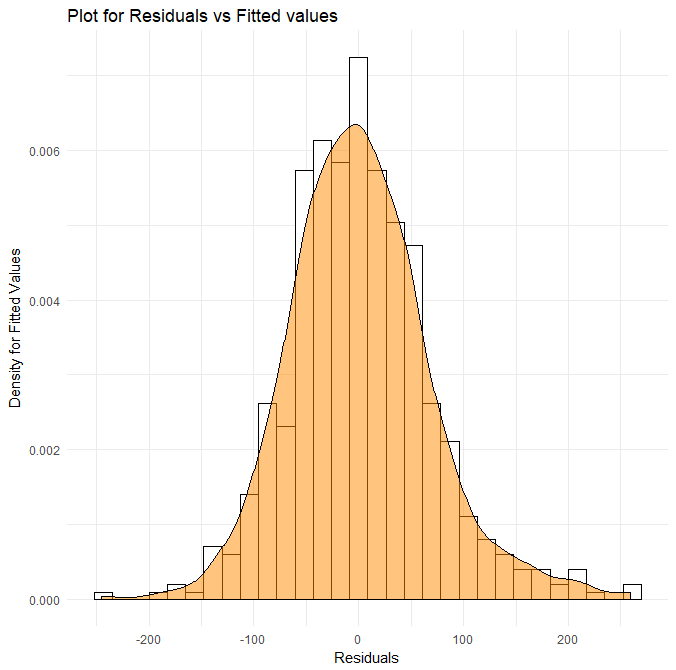 Plot for Residuals vs Fitted values
Density for Fitted Values
0.006
0.004
0.002
0.000
-200 -100 0 100 200
Residuals